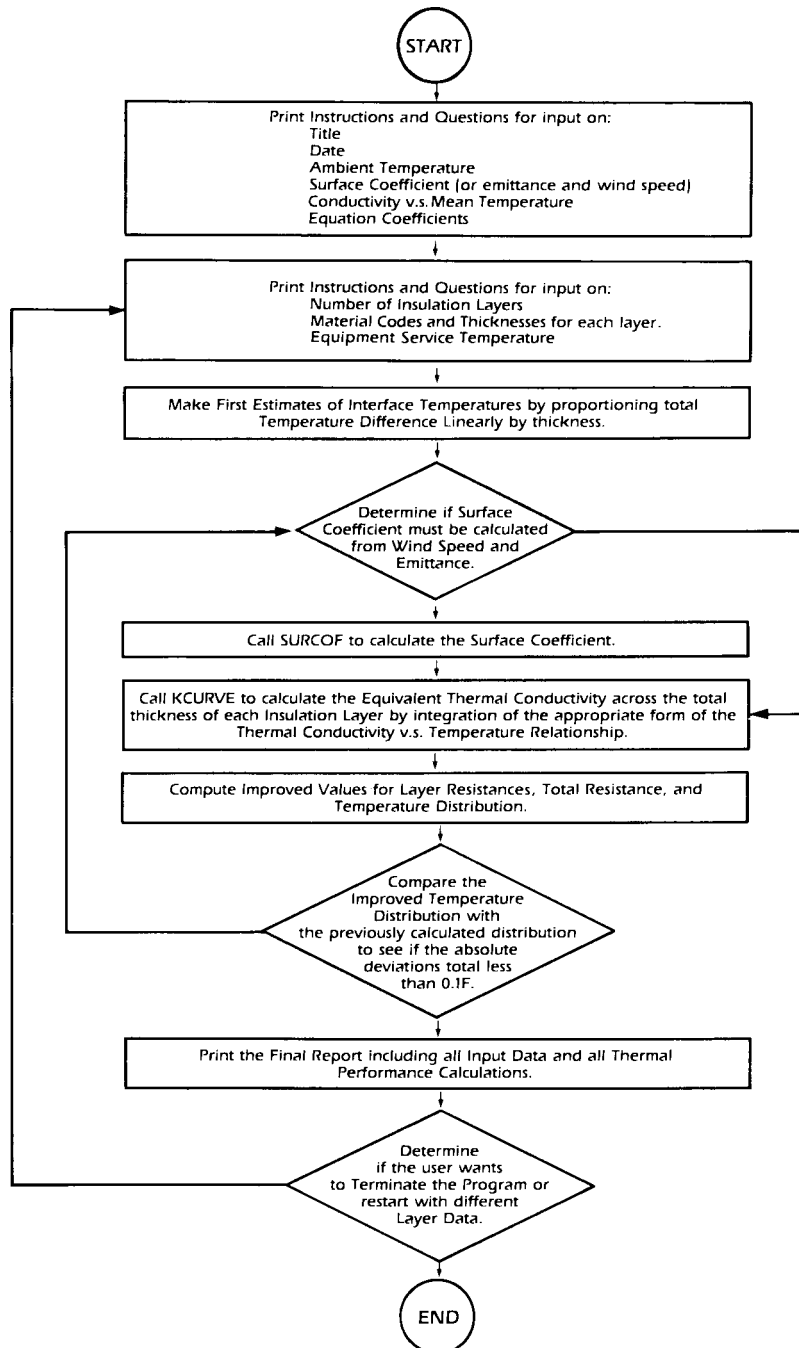 START
Print Instructions and Questions for input on:
Title
Date
Ambient Temperature
Surface Coefficient (or emittance and wind speed)
Conductivity v.s. Mean Temperature
Equation Coefficients
Print Instructions and Questions for input on:
Number of Insulation Layers
Material Codes and Thicknesses for each layer.
Equipment Service Temperature
Make First Estimates of Interface Temperatures by proportioning total
Temperature Difference Linearly by thickness.
Determine if Surface
Coefficient must be calculated
from Wind Speed and
Emittance.
Call SURCOF to calculate the Surface Coefficient.
Call KCURVE to calculate the Equivalent Thermal Conductivity across the total
thickness of each Insulation Layer by integration of the appropriate form of the
Thermal Conductivity v.s. Temperature Relationship.
Compute Improved Values for Layer Resistances, Total Resistance, and
Temperature Distribution.
Compare the
Improved Temperature
Distribution with
the previously calculated distribution
to see if the absolute
deviations total less
than 0.1F.
Print the Final Report including all Input Data and all Thermal
Performance Calculations.
Determine
if the user wants
to Terminate the Program or
restart with different
Layer Data.
END